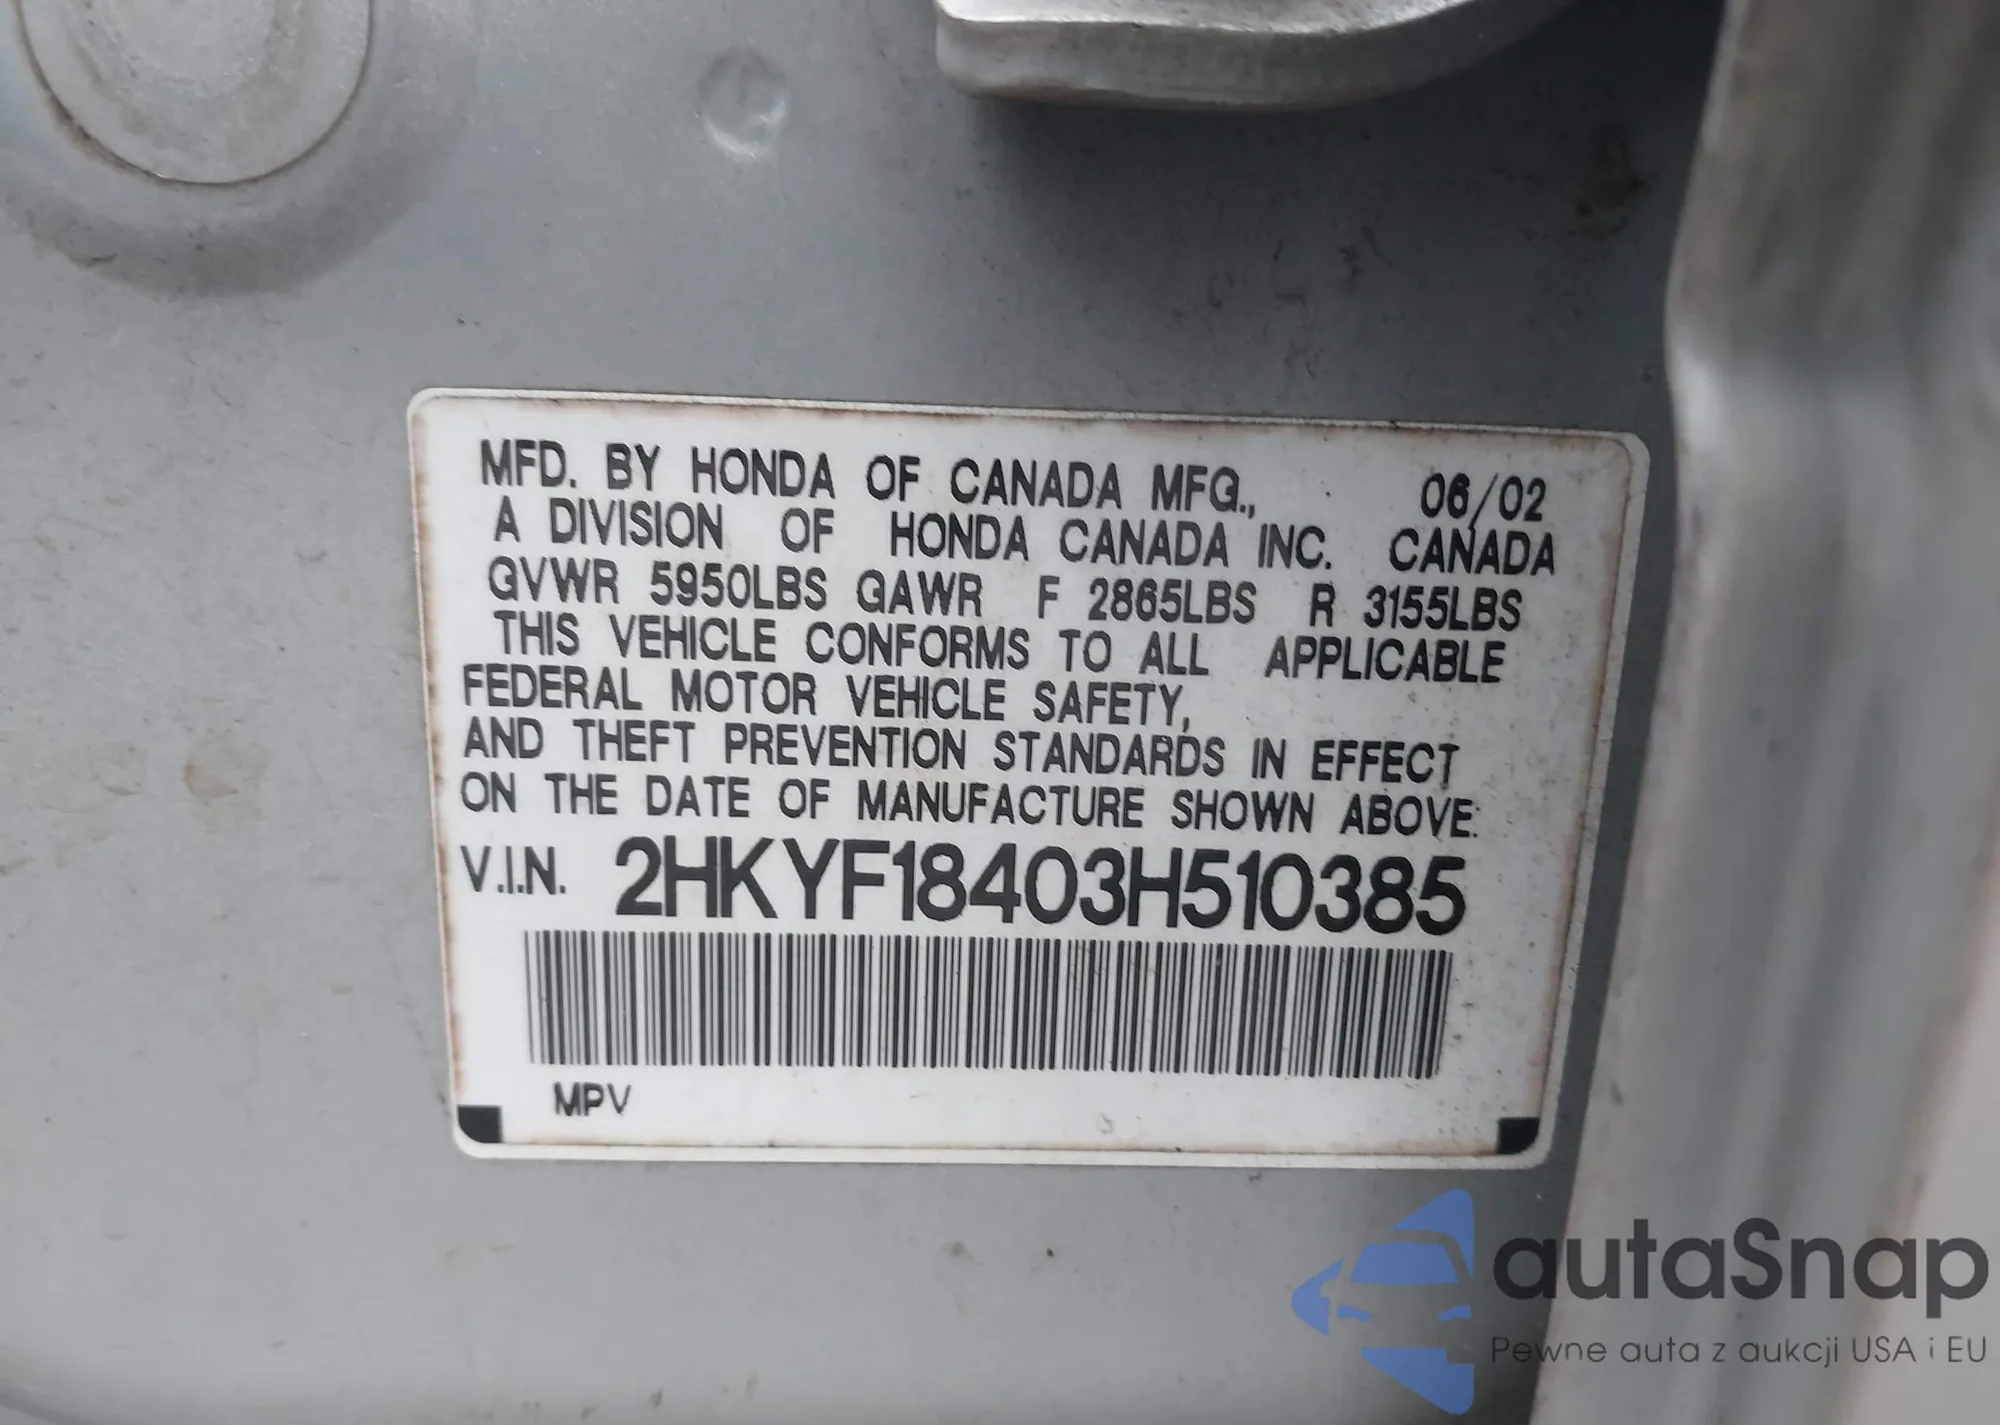 MFD. BY HONDA OF CANADA MFG., 06/02
A DIVISION OF HONDA CANADA INC. CANADA
GVWR 5950LBS GAWR F 2865LBS R 3155LBS
THIS VEHICLE CONFORMS TO ALL APPLICABLE
FEDERAL MOTOR VEHICLE SAFETY,
AND THEFT PREVENTION STANDARDS IN EFFECT
ON THE DATE OF MANUFACTURE SHOWN ABOVE:
V.I.N. 2HKYF18403H510385
MPV
autaSnap
Pewne auta z aukcji USA i EU